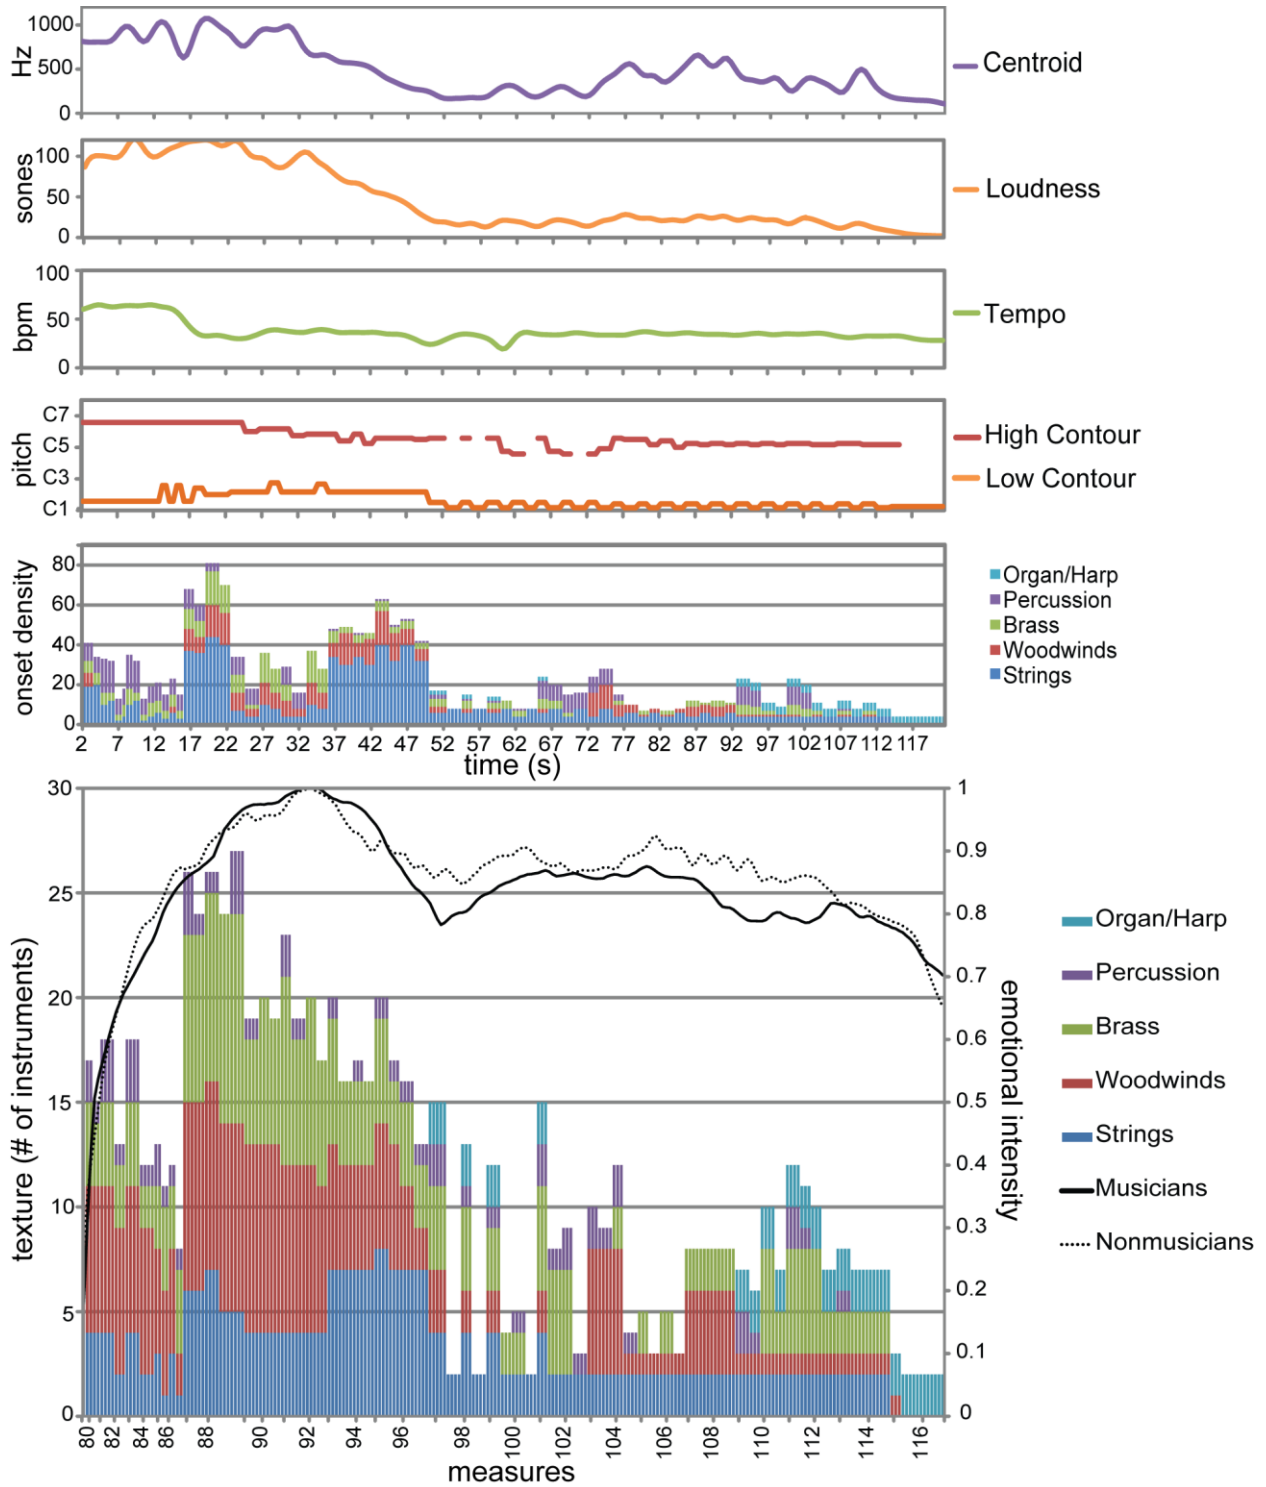 1000
500
0
Hz
Centroid
100
50
0
sones
Loudness
100
50
0
bpm
Tempo
C7
C5
C3
C1
pitch
High Contour
Low Contour
80
60
40
20
0
onset density
Organ/Harp
Percussion
Brass
Woodwinds
Strings
2 7 12 17 22 27 32 37 42 47 52 57 62 67 72 77 82 87 92 97 102 107 112 117
time (s)
30
25
20
15
10
5
0
texture (# of instruments)
1
0.9
0.8
0.7
0.6
0.5
0.4
0.3
0.2
0.1
0
emotional intensity
Organ/Harp
Percussion
Brass
Woodwinds
Strings
Musicians
Nonmusicians
80 82 84 86 88 90 92 94 96 98 100 102 104 106 108 110 112 114 116
measures